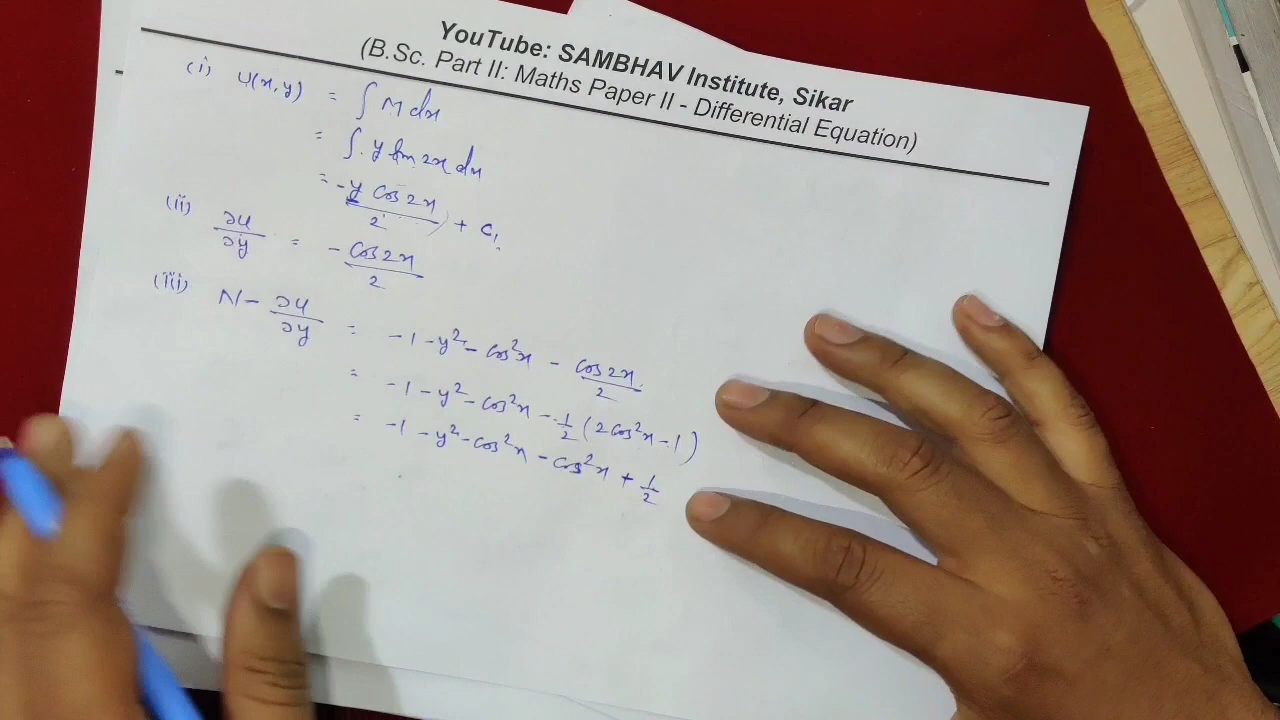 YouTube: SAMBHAV Institute, Sikar
(B.Sc. Part II: Maths Paper II - Differential Equation)
(i) u(x,y) = ∫ M dx
= ∫ y sin 2x dx
= -y cos 2x / 2 + c₁
(ii) ∂u/∂y = - cos 2x / 2
(iii) N - ∂u/∂y = -1 - y² - cos²x - cos 2x / 2
= -1 - y² - cos²x - 1/2 (2cos²x - 1)
= -1 - y² - cos²x - cos²x + 1/2